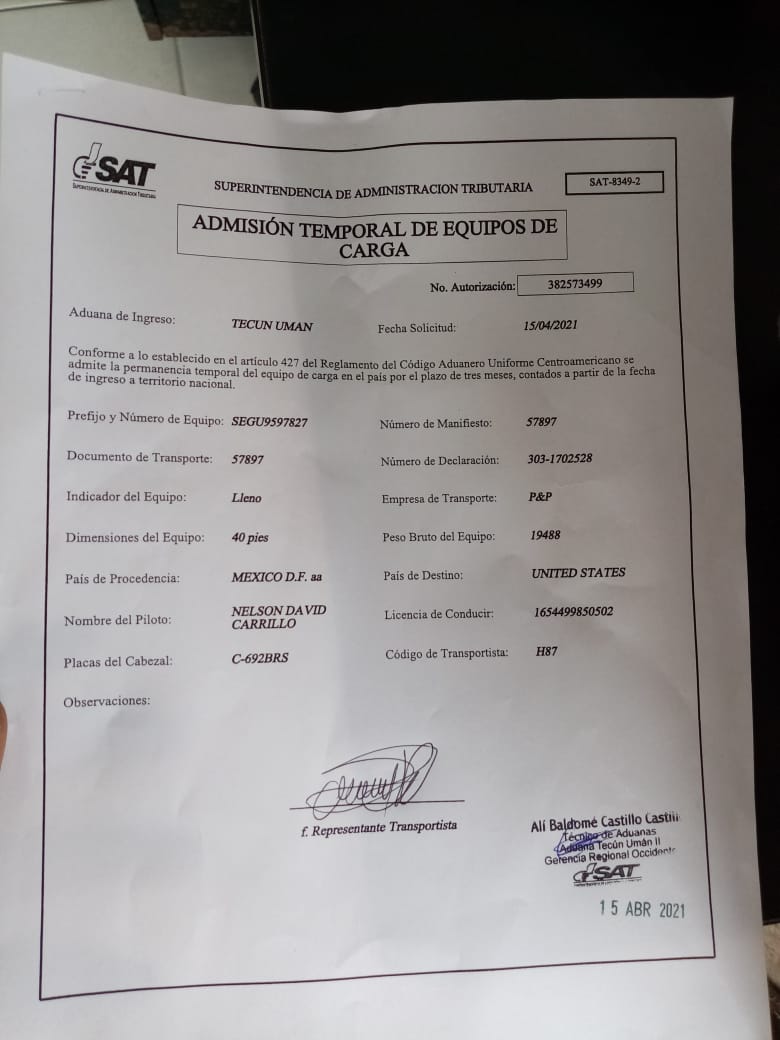 SAT
SUPERINTENDENCIA DE ADMINISTRACIÓN TRIBUTARIA
SUPERINTENDENCIA DE ADMINISTRACION TRIBUTARIA
SAT-8349-2
ADMISIÓN TEMPORAL DE EQUIPOS DE
CARGA
No. Autorización: 382573499
Aduana de Ingreso: TECUN UMAN Fecha Solicitud: 15/04/2021
Conforme a lo establecido en el artículo 427 del Reglamento del Código Aduanero Uniforme Centroamericano se
admite la permanencia temporal del equipo de carga en el país por el plazo de tres meses, contados a partir de la fecha
de ingreso a territorio nacional.
Prefijo y Número de Equipo: SEGU9597827 Número de Manifiesto: 57897
Documento de Transporte: 57897 Número de Declaración: 303-1702528
Indicador del Equipo: Lleno Empresa de Transporte: P&P
Dimensiones del Equipo: 40 pies Peso Bruto del Equipo: 19488
País de Procedencia: MEXICO D.F. aa País de Destino: UNITED STATES
Nombre del Piloto: NELSON DAVID
CARRILLO
Licencia de Conducir: 1654499850502
Placas del Cabezal: C-692BRS Código de Transportista: H87
Observaciones:
f. Representante Transportista
Alí Baldomé Castillo Castill
Técnico de Aduanas
Aduana Tecún Umán II
Gerencia Regional Occidente
SAT
15 ABR 2021